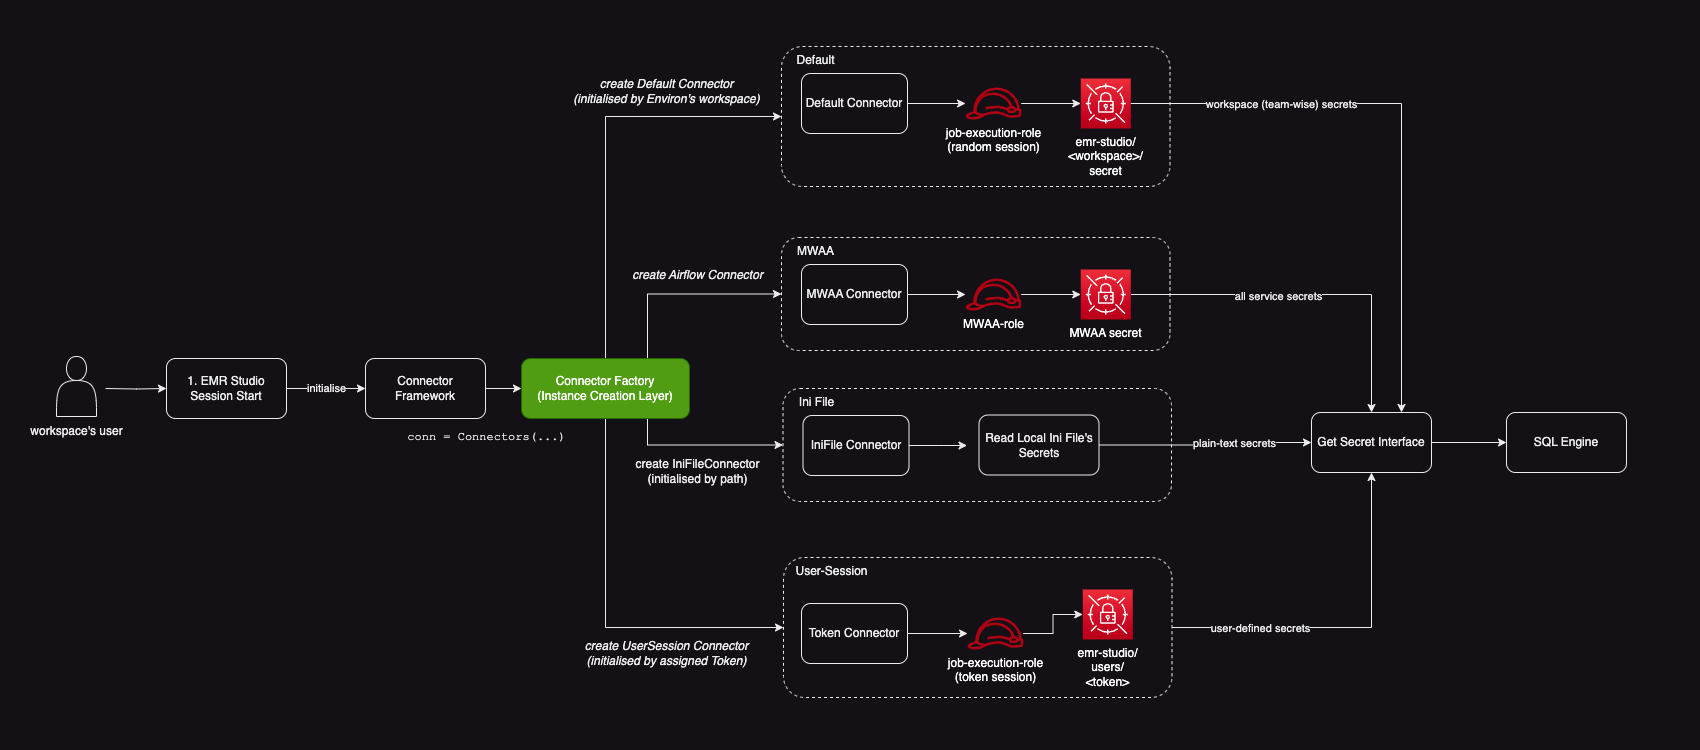 Default
create Default Connector
(initialised by Environ's workspace)
Default Connector
job-execution-role
(random session)
emr-studio/
<workspace>/
secret
workspace (team-wise) secrets
MWAA
create Airflow Connector
MWAA Connector
MWAA-role
MWAA secret
all service secrets
workspace's user
1. EMR Studio
Session Start
initialise
Connector
Framework
conn = Connectors(...)
Connector Factory
(Instance Creation Layer)
Ini File
create IniFileConnector
(initialised by path)
IniFile Connector
Read Local Ini File's
Secrets
plain-text secrets
Get Secret Interface
SQL Engine
User-Session
create UserSession Connector
(initialised by assigned Token)
Token Connector
job-execution-role
(token session)
emr-studio/
users/
<token>
user-defined secrets